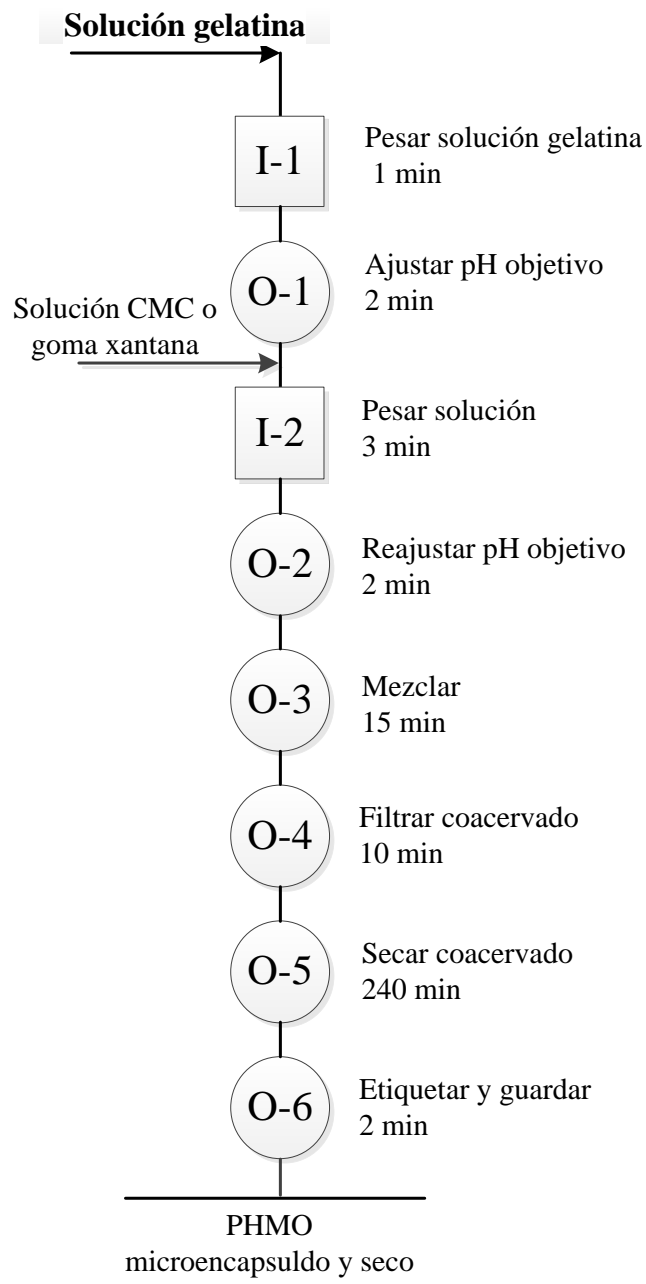 Solución gelatina
I-1
Pesar solución gelatina
1 min
O-1
Ajustar pH objetivo
2 min
Solución CMC o
goma xantana
I-2
Pesar solución
3 min
O-2
Reajustar pH objetivo
2 min
O-3
Mezclar
15 min
O-4
Filtrar coacervado
10 min
O-5
Secar coacervado
240 min
O-6
Etiquetar y guardar
2 min
PHMO
microencapsuldo y seco